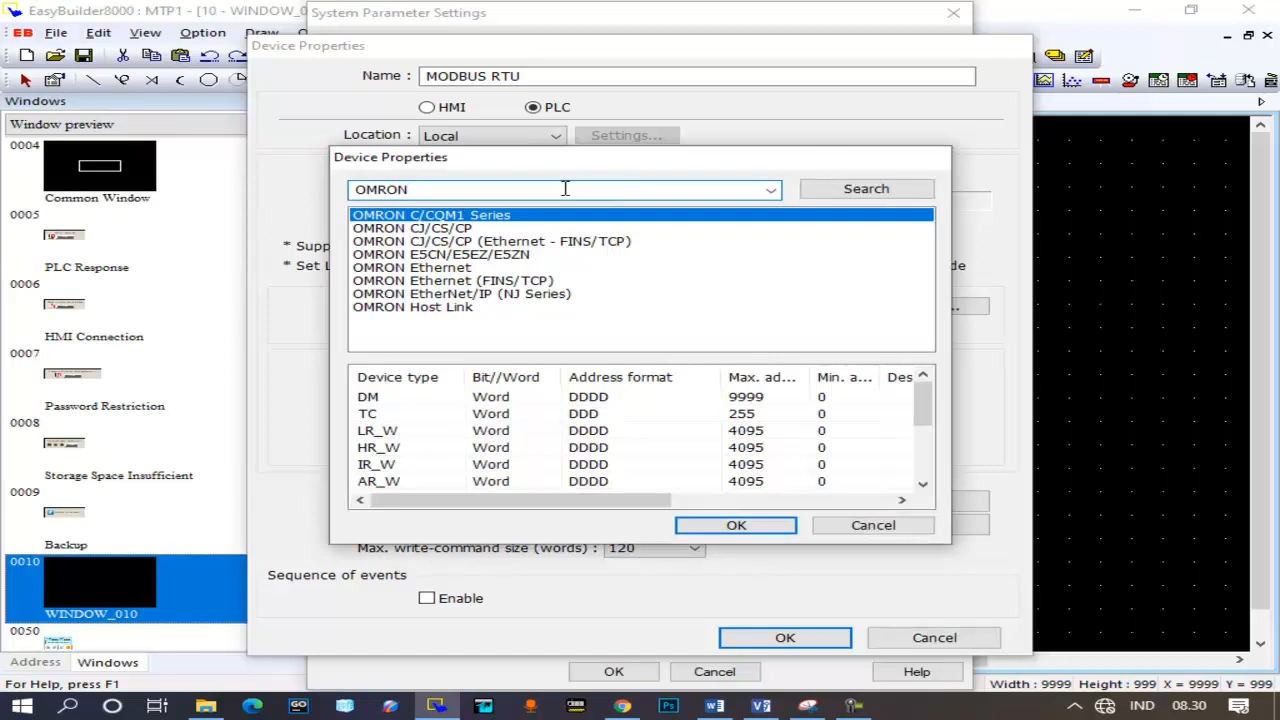 EasyBuilder8000 : MTP1 - [10 - WINDOW_0
System Parameter Settings
EB File Edit View Option Draw
Device Properties
Name : MODBUS RTU
HMI PLC
Location : Local Settings...
Windows
Window preview
0004
Common Window
0005
PLC Response
0006
HMI Connection
0007
Password Restriction
0008
Storage Space Insufficient
0009
Backup
0010
WINDOW_010
0050
Address Windows
* Supp
* Set L
de
...
Device Properties
OMRON Search
OMRON C/CQM1 Series
OMRON CJ/CS/CP
OMRON CJ/CS/CP (Ethernet - FINS/TCP)
OMRON E5CN/E5EZ/E5ZN
OMRON Ethernet
OMRON Ethernet (FINS/TCP)
OMRON EtherNet/IP (NJ Series)
OMRON Host Link
Device type Bit//Word Address format Max. ad... Min. a... Des
DM Word DDDD 9999 0
TC Word DDD 255 0
LR_W Word DDDD 4095 0
HR_W Word DDDD 4095 0
IR_W Word DDDD 4095 0
AR_W Word DDDD 4095 0
OK Cancel
Max. write-command size (words) : 120
Sequence of events
Enable
OK Cancel
OK Cancel Help
For Help, press F1
Width : 9999 Height : 999 X = 9999 Y = 999
IND 08.30